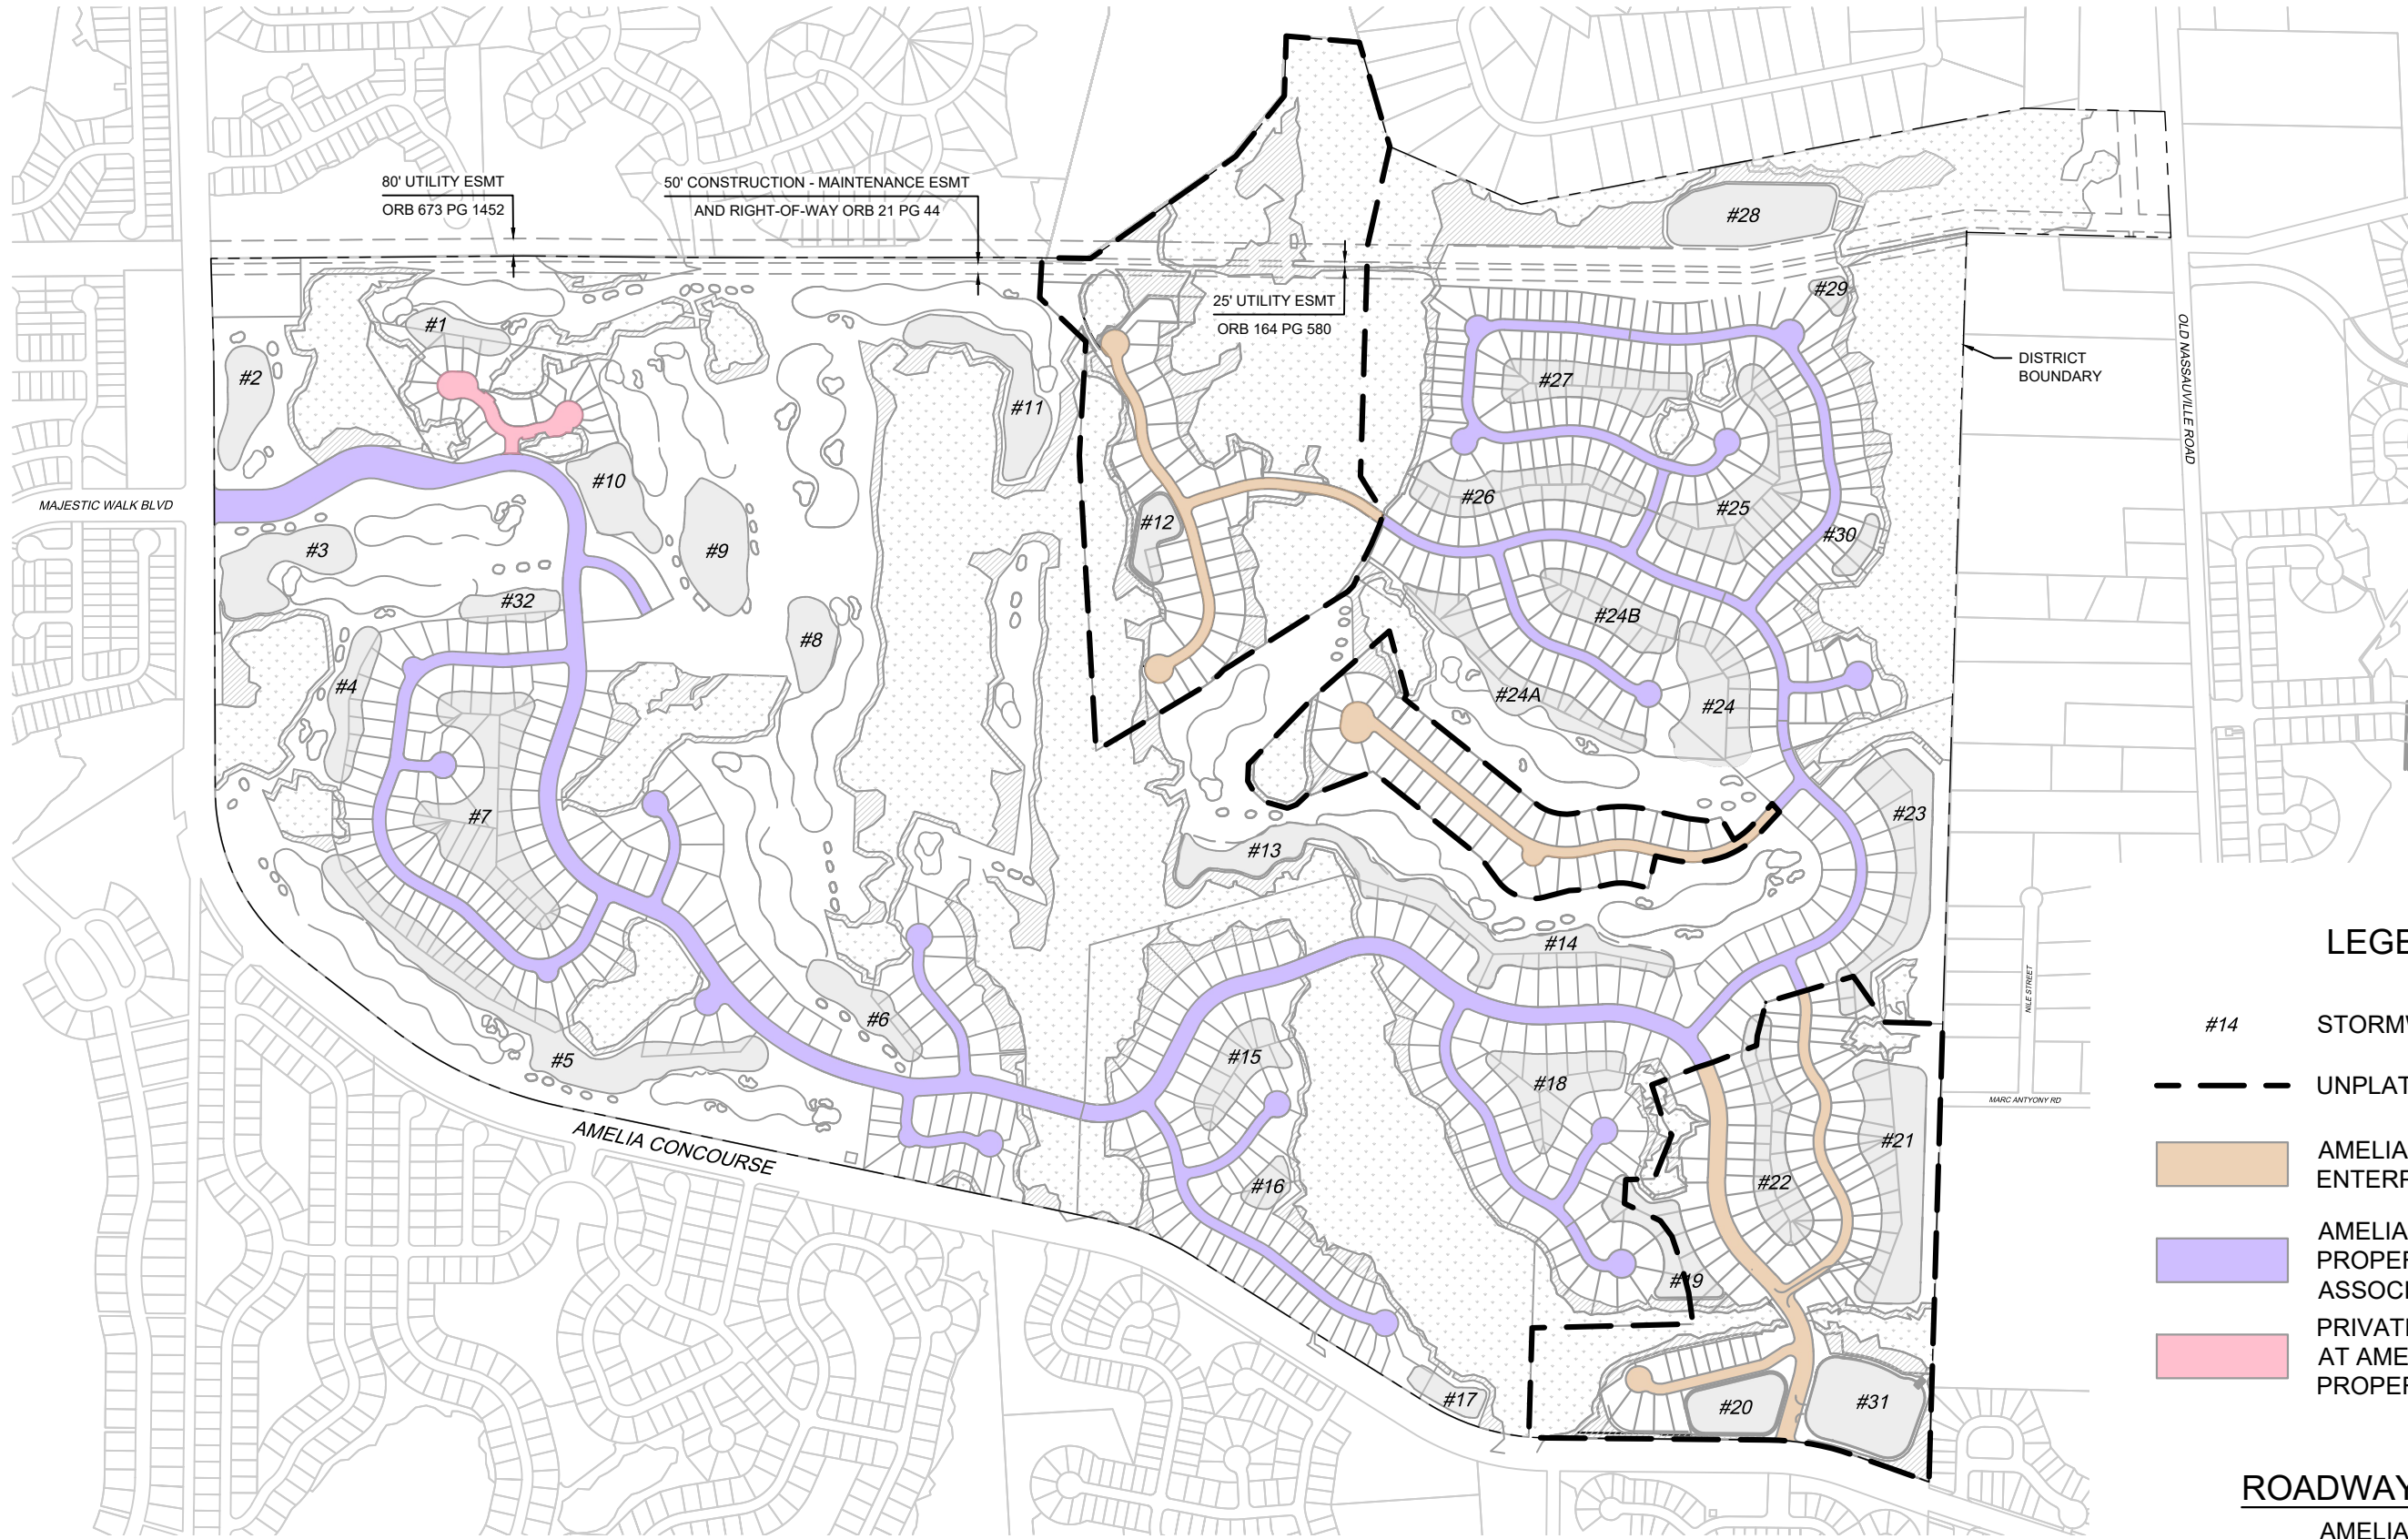 80' UTILITY ESMT
ORB 673 PG 1452
50' CONSTRUCTION - MAINTENANCE ESMT
AND RIGHT-OF-WAY ORB 21 PG 44
25' UTILITY ESMT
ORB 164 PG 580
#28
#29
#1
#2
DISTRICT
BOUNDARY
OLD NASSAUVILLE ROAD
#27
#11
#10
#26
#25
MAJESTIC WALK BLVD
#12
#30
#3
#9
#32
#24B
#8
#4
#24A
#24
#7
#23
#13
#14
LEGE
#6
#5
#15
NILE STREET
#14
STORMW
#18
UNPLAT
MARC ANTYONY RD
AMELIA CONCOURSE
#21
#16
#22
AMELIA
ENTERP
#19
AMELIA
PROPER
ASSOCI
PRIVAT
AT AME
PROPER
#17
#20
#31
ROADWAY
AMELIA